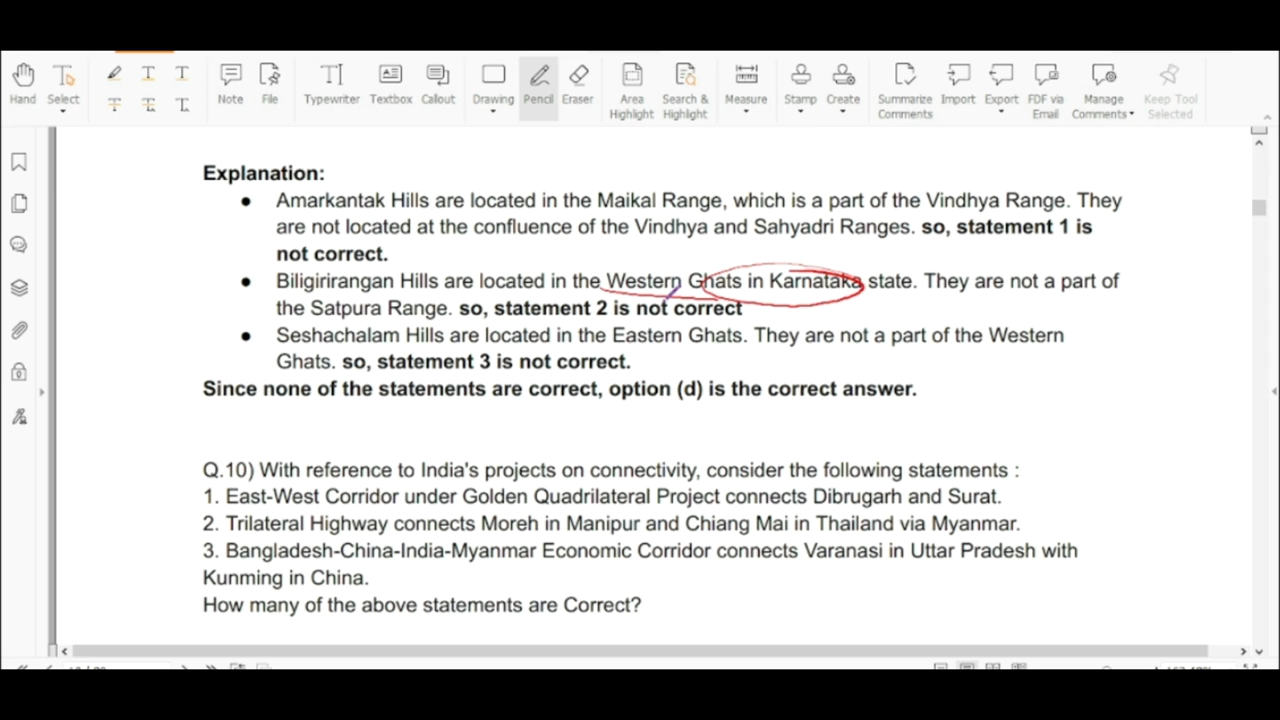 Hand Select Note File Typewriter Textbox Callout Drawing Pencil Eraser Area Highlight Search & Highlight Measure Stamp Create Summarize Comments Import Export FDF via Email Manage Comments Keep Tool Selected
Explanation:
● Amarkantak Hills are located in the Maikal Range, which is a part of the Vindhya Range. They
are not located at the confluence of the Vindhya and Sahyadri Ranges. so, statement 1 is
not correct.
● Biligirirangan Hills are located in the Western Ghats in Karnataka state. They are not a part of
the Satpura Range. so, statement 2 is not correct
● Seshachalam Hills are located in the Eastern Ghats. They are not a part of the Western
Ghats. so, statement 3 is not correct.
Since none of the statements are correct, option (d) is the correct answer.
Q.10) With reference to India's projects on connectivity, consider the following statements :
1. East-West Corridor under Golden Quadrilateral Project connects Dibrugarh and Surat.
2. Trilateral Highway connects Moreh in Manipur and Chiang Mai in Thailand via Myanmar.
3. Bangladesh-China-India-Myanmar Economic Corridor connects Varanasi in Uttar Pradesh with
Kunming in China.
How many of the above statements are Correct?